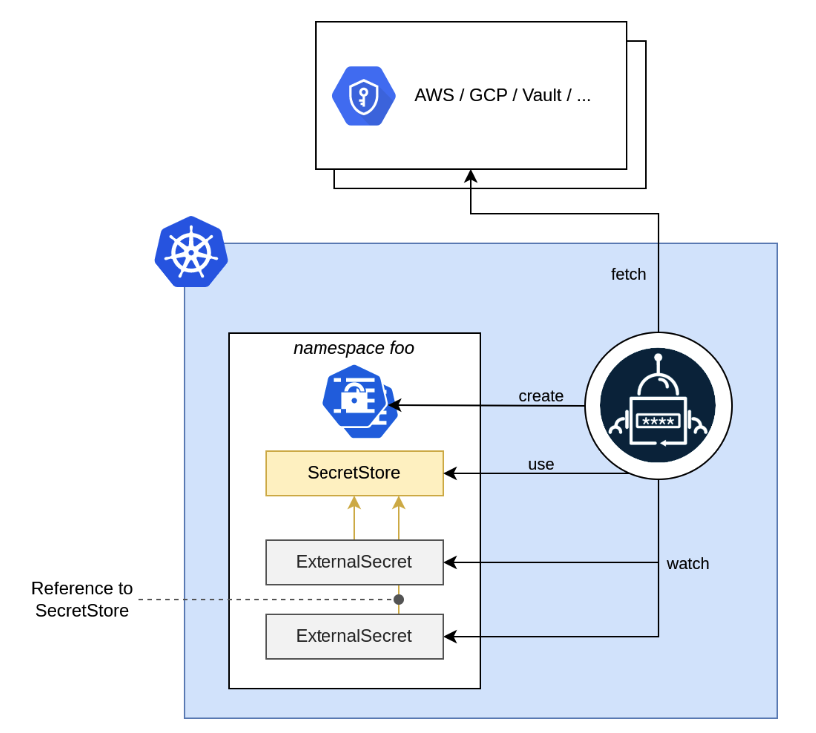 AWS / GCP / Vault / ...
fetch
namespace foo
create
SecretStore
use
ExternalSecret
watch
Reference to
SecretStore
ExternalSecret
****